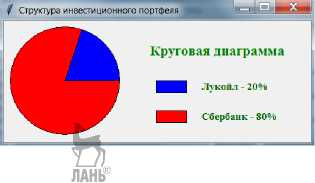 Структура инвестиционного портфеля
Круговая диаграмма
Лукойл - 20%
Сбербанк - 80%
ЛАНЬ®